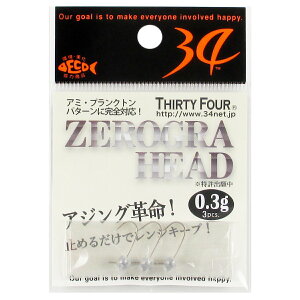 Our goal is to make everyone involved happy.
FECO
34
アミ・プランクトン
パターンに完全対応！
THIRTY FOUR®
http://www.34net.jp
ZEROGRA
HEAD
※特許出願中
0.3g
3pcs.
アジング革命！
止めるだけでレンジキープ！
Our goal is to make everyone involved happy.